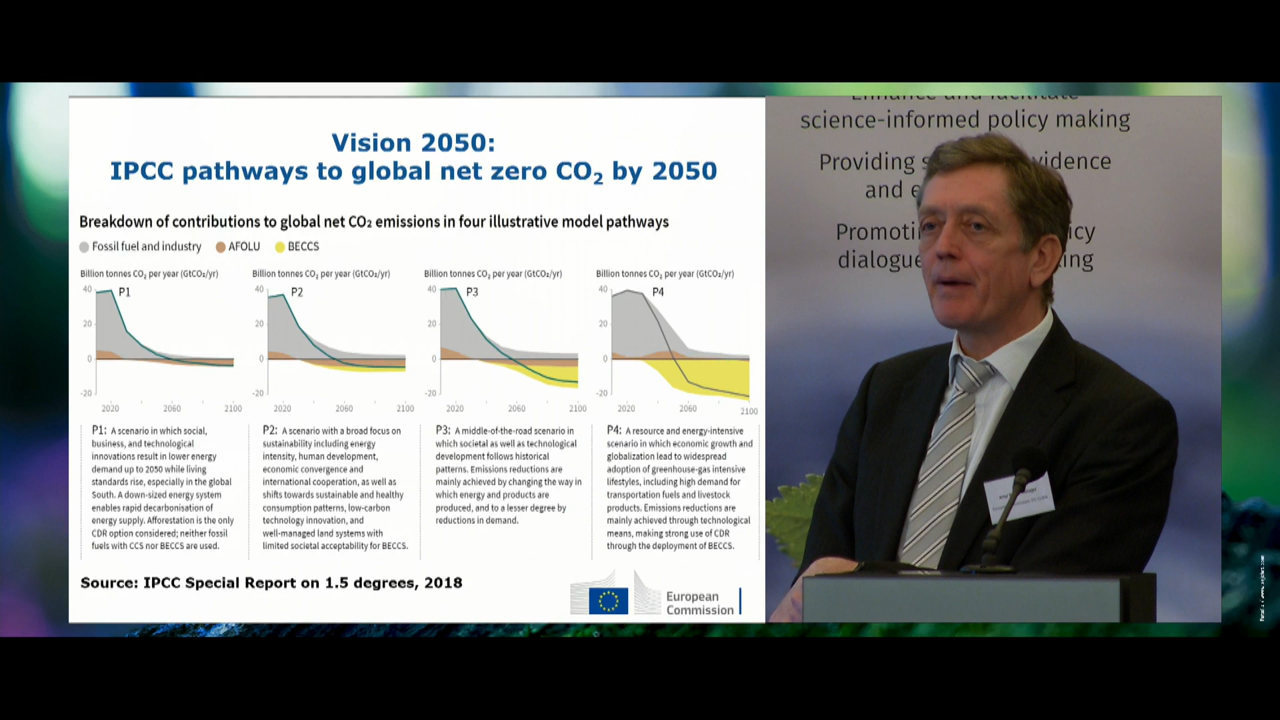 Vision 2050:
IPCC pathways to global net zero CO₂ by 2050
Breakdown of contributions to global net CO₂ emissions in four illustrative model pathways
Fossil fuel and industry AFOLU BECCS
Billion tonnes CO₂ per year (GtCO₂/yr)
P1
40
20
0
-20
2020 2060 2100
P1: A scenario in which social,
business, and technological
innovations result in lower energy
demand up to 2050 while living
standards rise, especially in the global
South. A down-sized energy system
enables rapid decarbonisation of
energy supply. Afforestation is the only
CDR option considered; neither fossil
fuels with CCS nor BECCS are used.
Billion tonnes CO₂ per year (GtCO₂/yr)
P2
40
20
0
-20
2020 2060 2100
P2: A scenario with a broad focus on
sustainability including energy
intensity, human development,
economic convergence and
international cooperation, as well as
shifts towards sustainable and healthy
consumption patterns, low-carbon
technology innovation, and
well-managed land systems with
limited societal acceptability for BECCS.
Billion tonnes CO₂ per year (GtCO₂/yr)
P3
40
20
0
-20
2020 2060 2100
P3: A middle-of-the-road scenario in
which societal as well as technological
development follows historical
patterns. Emissions reductions are
mainly achieved by changing the way in
which energy and products are
produced, and to a lesser degree by
reductions in demand.
Billion tonnes CO₂ per year (GtCO₂/yr)
P4
40
20
0
-20
2020 2060 2100
P4: A resource and energy-intensive
scenario in which economic growth and
globalization lead to widespread
adoption of greenhouse-gas intensive
lifestyles, including high demand for
transportation fuels and livestock
products. Emissions reductions are
mainly achieved through technological
means, making strong use of CDR
through the deployment of BECCS.
Source: IPCC Special Report on 1.5 degrees, 2018
European
Commission
Enhance and facilitate
science-informed policy making
Providing
and